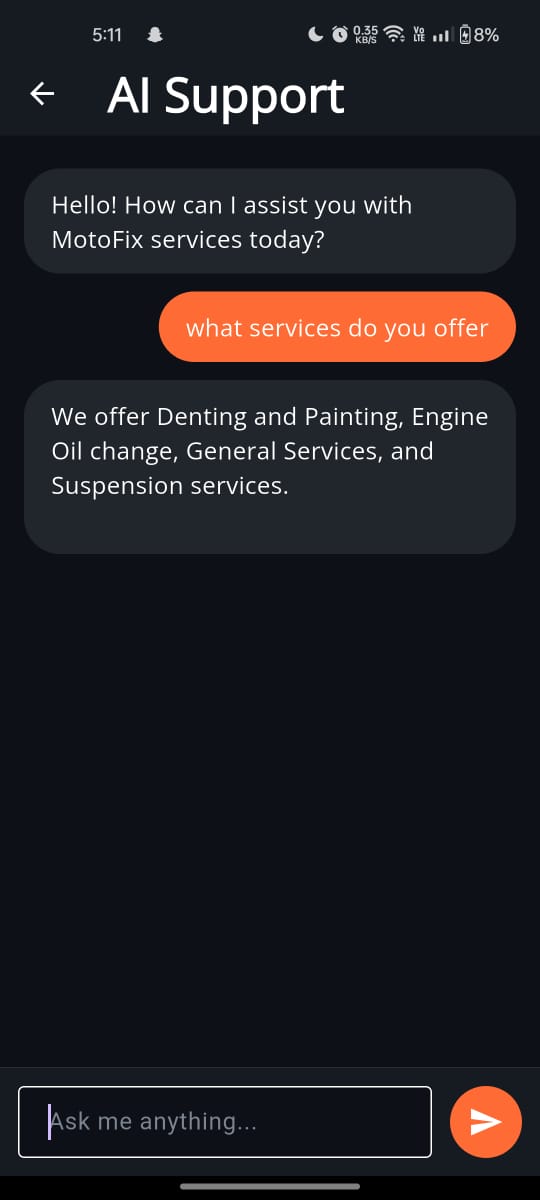 5:11
0.35 KB/S Vo LTE 8%
AI Support
Hello! How can I assist you with
MotoFix services today?
what services do you offer
We offer Denting and Painting, Engine
Oil change, General Services, and
Suspension services.
Ask me anything...